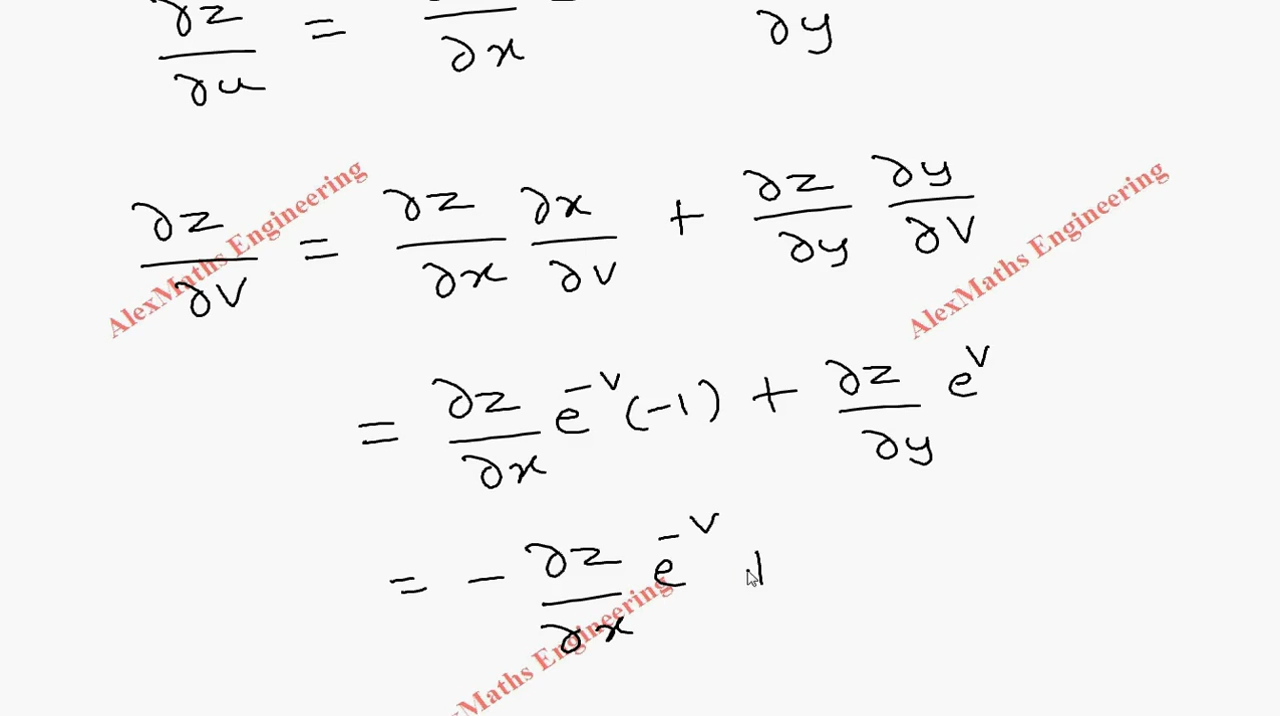 ∂z/∂u = /∂x ∂y
∂z/∂v = ∂z/∂x ∂x/∂v + ∂z/∂y ∂y/∂v
= ∂z/∂x e^{-v} (-1) + ∂z/∂y e^{v}
= - ∂z/∂x e^{-v}
AlexMaths Engineering
AlexMaths Engineering
AlexMaths Engineering